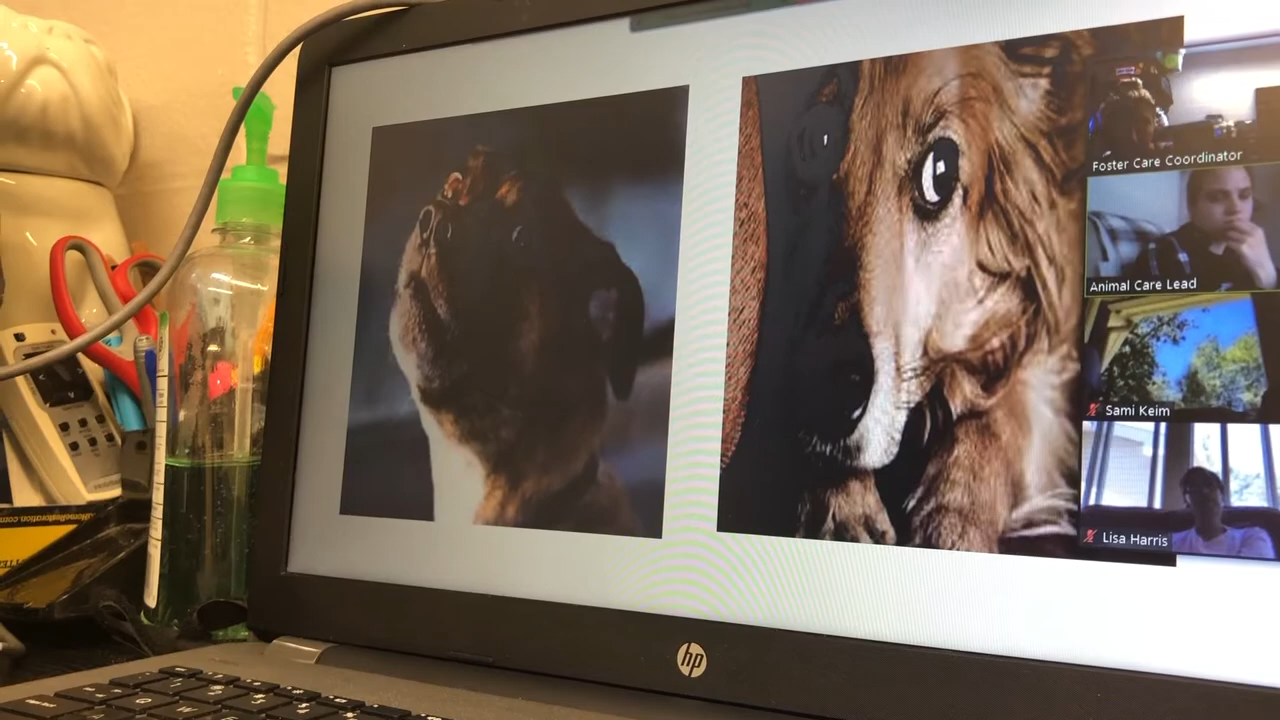 Foster Care Coordinator
Animal Care Lead
Sami Keim
Lisa Harris
hp